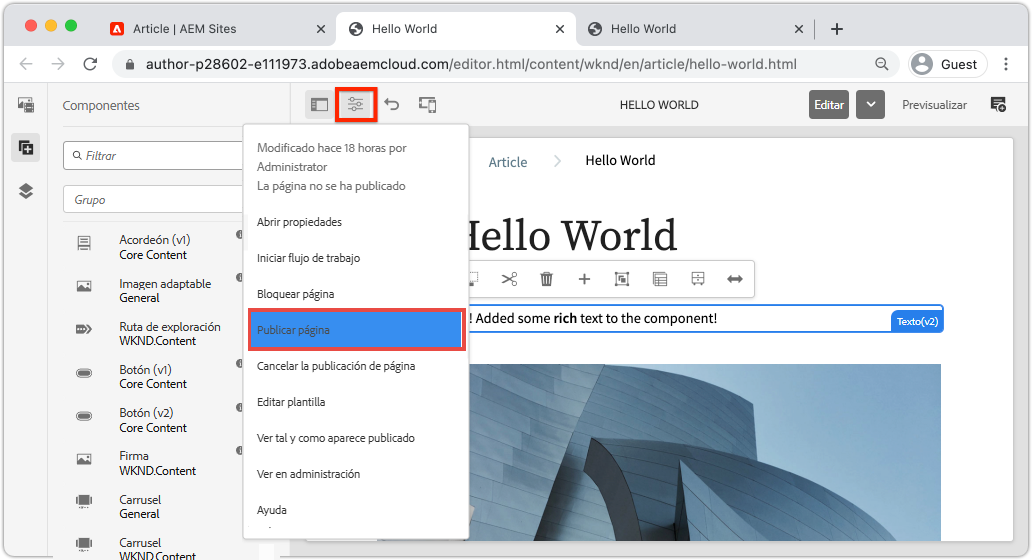 Article | AEM Sites
Hello World
Hello World
author-p28602-e111973.adobeaemcloud.com/editor.html/content/wknd/en/article/hello-world.html
Guest
Componentes
HELLO WORLD
Editar
Previsualizar
Filtrar
Grupo
Acordeón (v1)
Core Content
Imagen adaptable
General
Ruta de exploración
WKND.Content
Botón (v1)
Core Content
Botón (v2)
Core Content
Firma
WKND.Content
Carrusel
General
Carrusel
WKND.Content
Modificado hace 18 horas por
Administrator
La página no se ha publicado
Abrir propiedades
Iniciar flujo de trabajo
Bloquear página
Publicar página
Cancelar la publicación de página
Editar plantilla
Ver tal y como aparece publicado
Ver en administración
Ayuda
Article
Hello World
Hello World
! Added some rich text to the component!
Texto(v2)